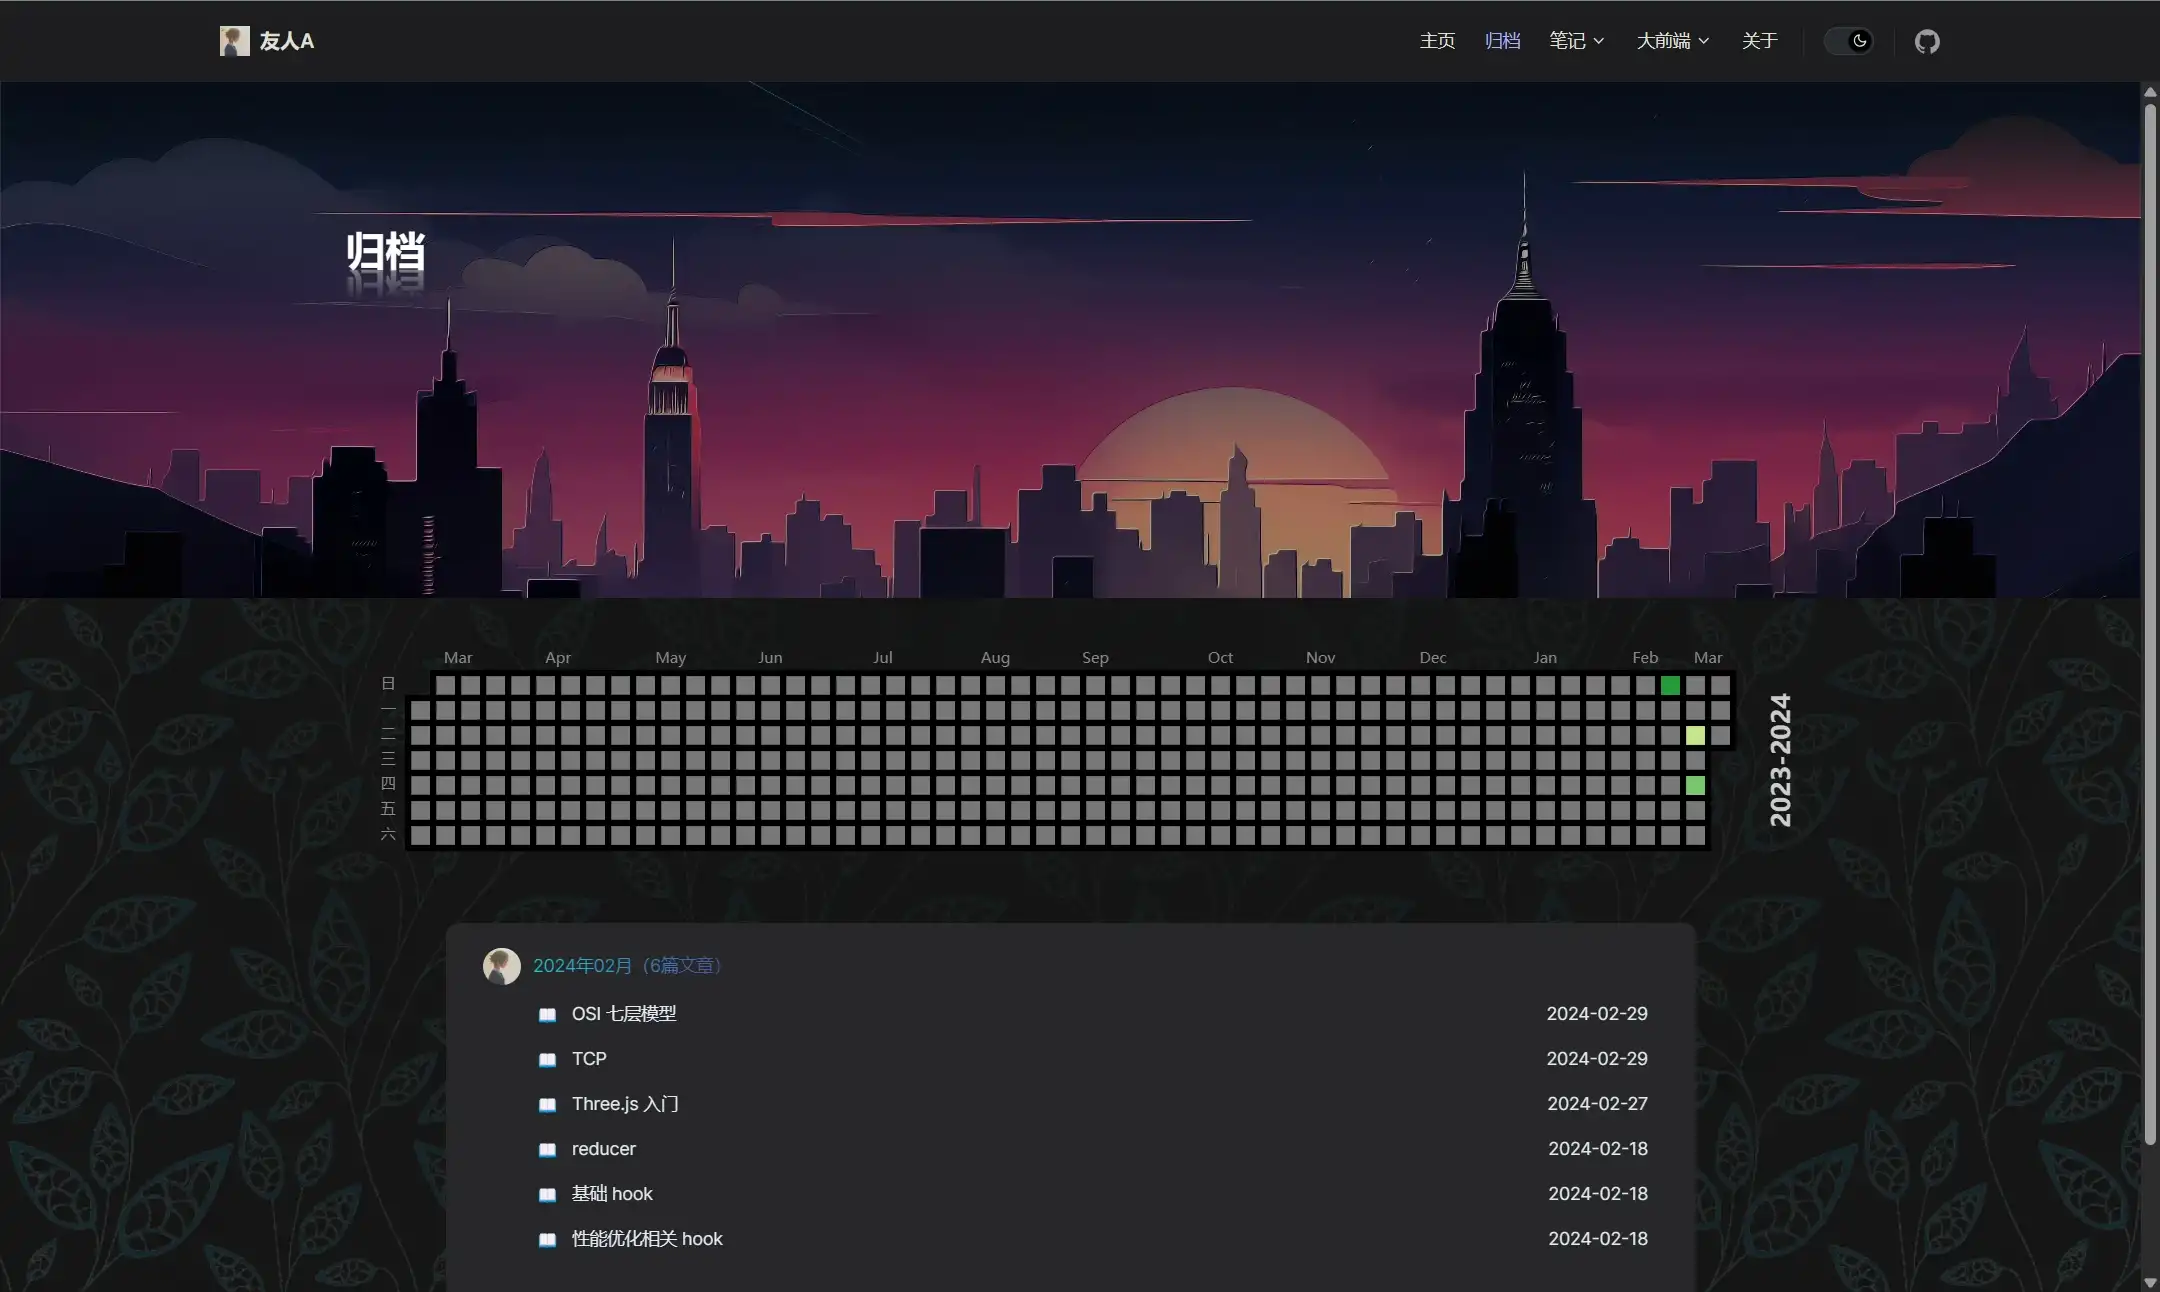 友人A
主页 归档 笔记 大前端 关于
归档
Mar Apr May Jun Jul Aug Sep Oct Nov Dec Jan Feb Mar
日
一
二
三
四
五
六
2023-2024
2024年02月（6篇文章）
OSI 七层模型 2024-02-29
TCP 2024-02-29
Three.js 入门 2024-02-27
reducer 2024-02-18
基础 hook 2024-02-18
性能优化相关 hook 2024-02-18